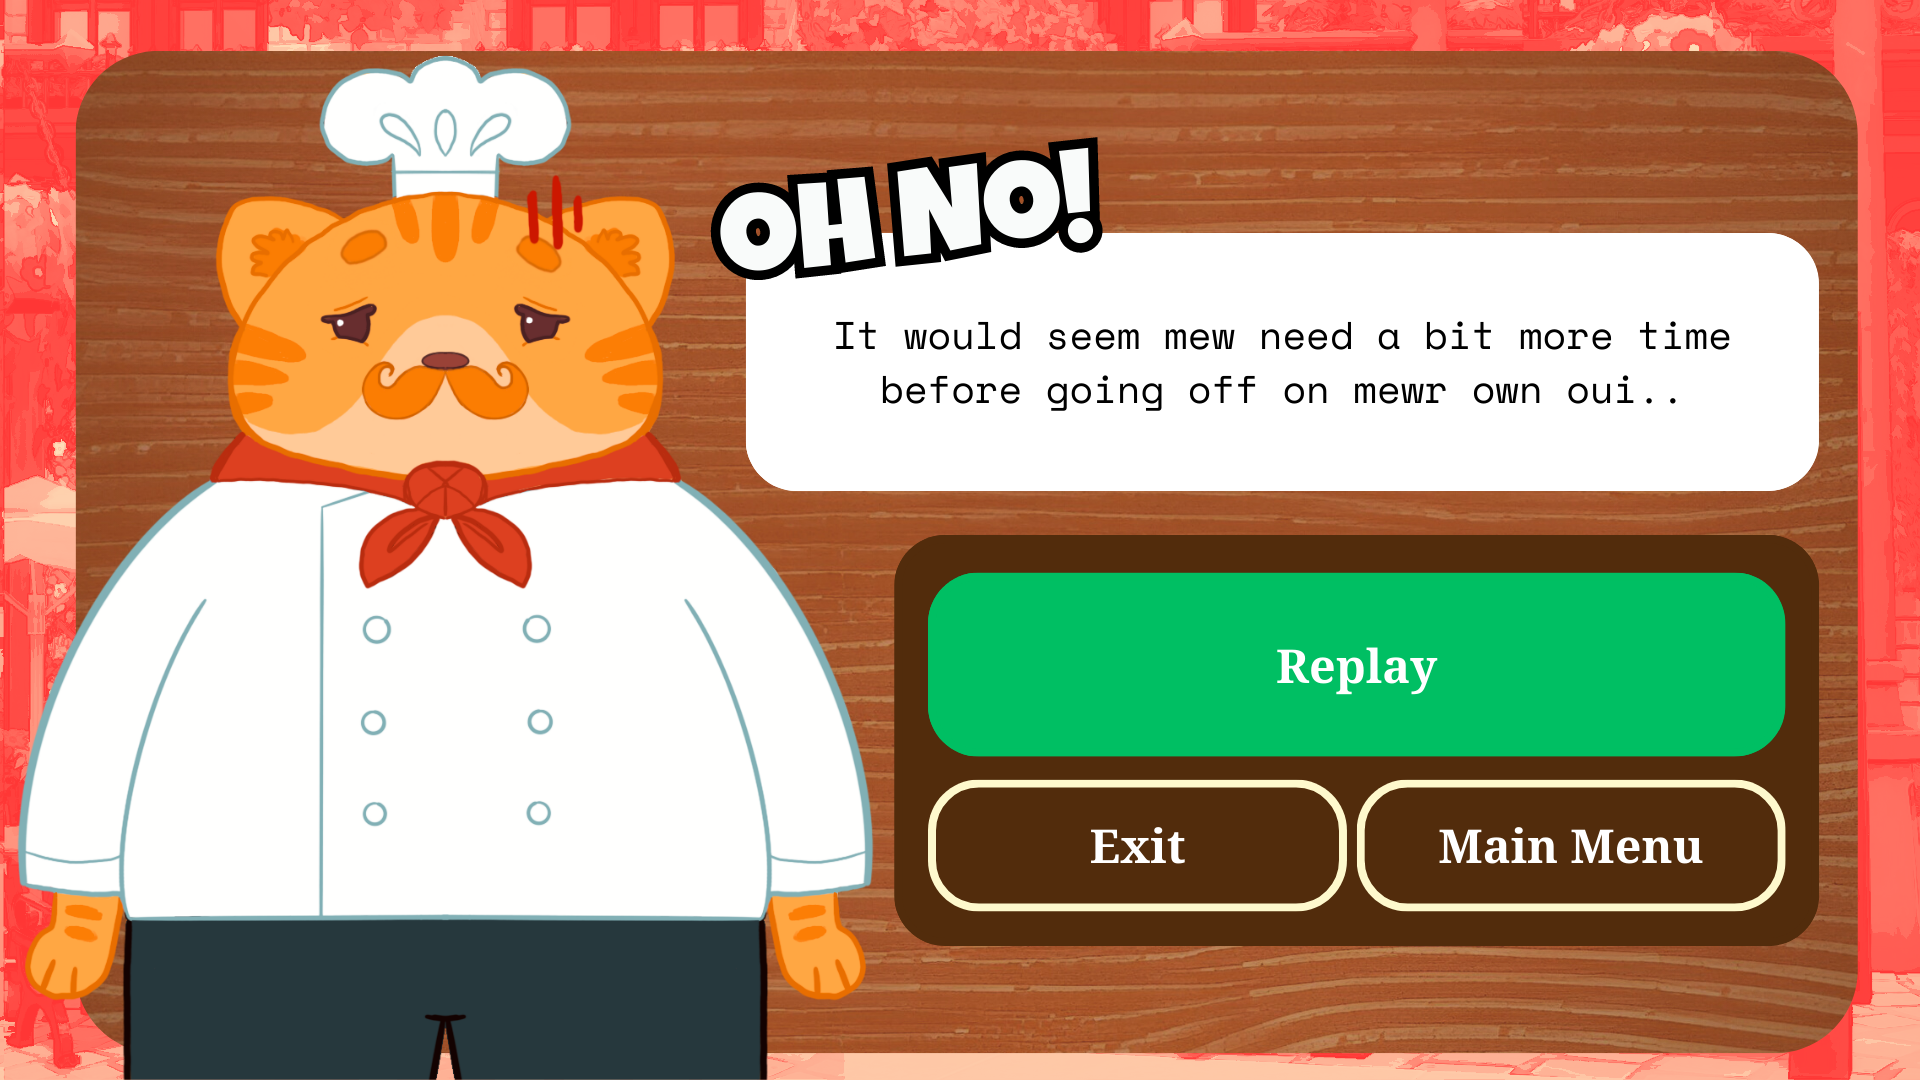 OH NO!
It would seem mew need a bit more time
before going off on mewr own oui..
Replay
Exit
Main Menu